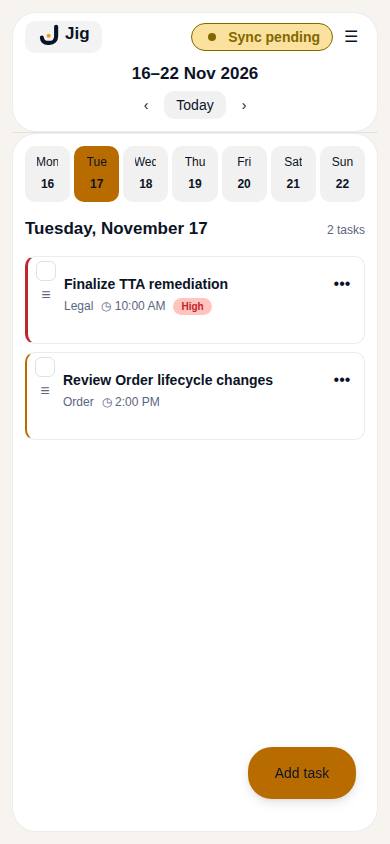 Jig
Sync pending
16–22 Nov 2026
‹ Today ›
Mon Tue Wed Thu Fri Sat Sun
16 17 18 19 20 21 22
Tuesday, November 17
2 tasks
Finalize TTA remediation
Legal 10:00 AM High
Review Order lifecycle changes
Order 2:00 PM
Add task